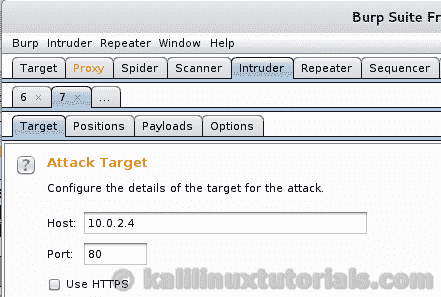 Burp Suite Fr
Burp Intruder Repeater Window Help
Target Proxy Spider Scanner Intruder Repeater Sequencer
6 × 7 × ...
Target Positions Payloads Options
? Attack Target
Configure the details of the target for the attack.
Host: 10.0.2.4
Port: 80
Use HTTPS
© kalilinuxtutorials.com